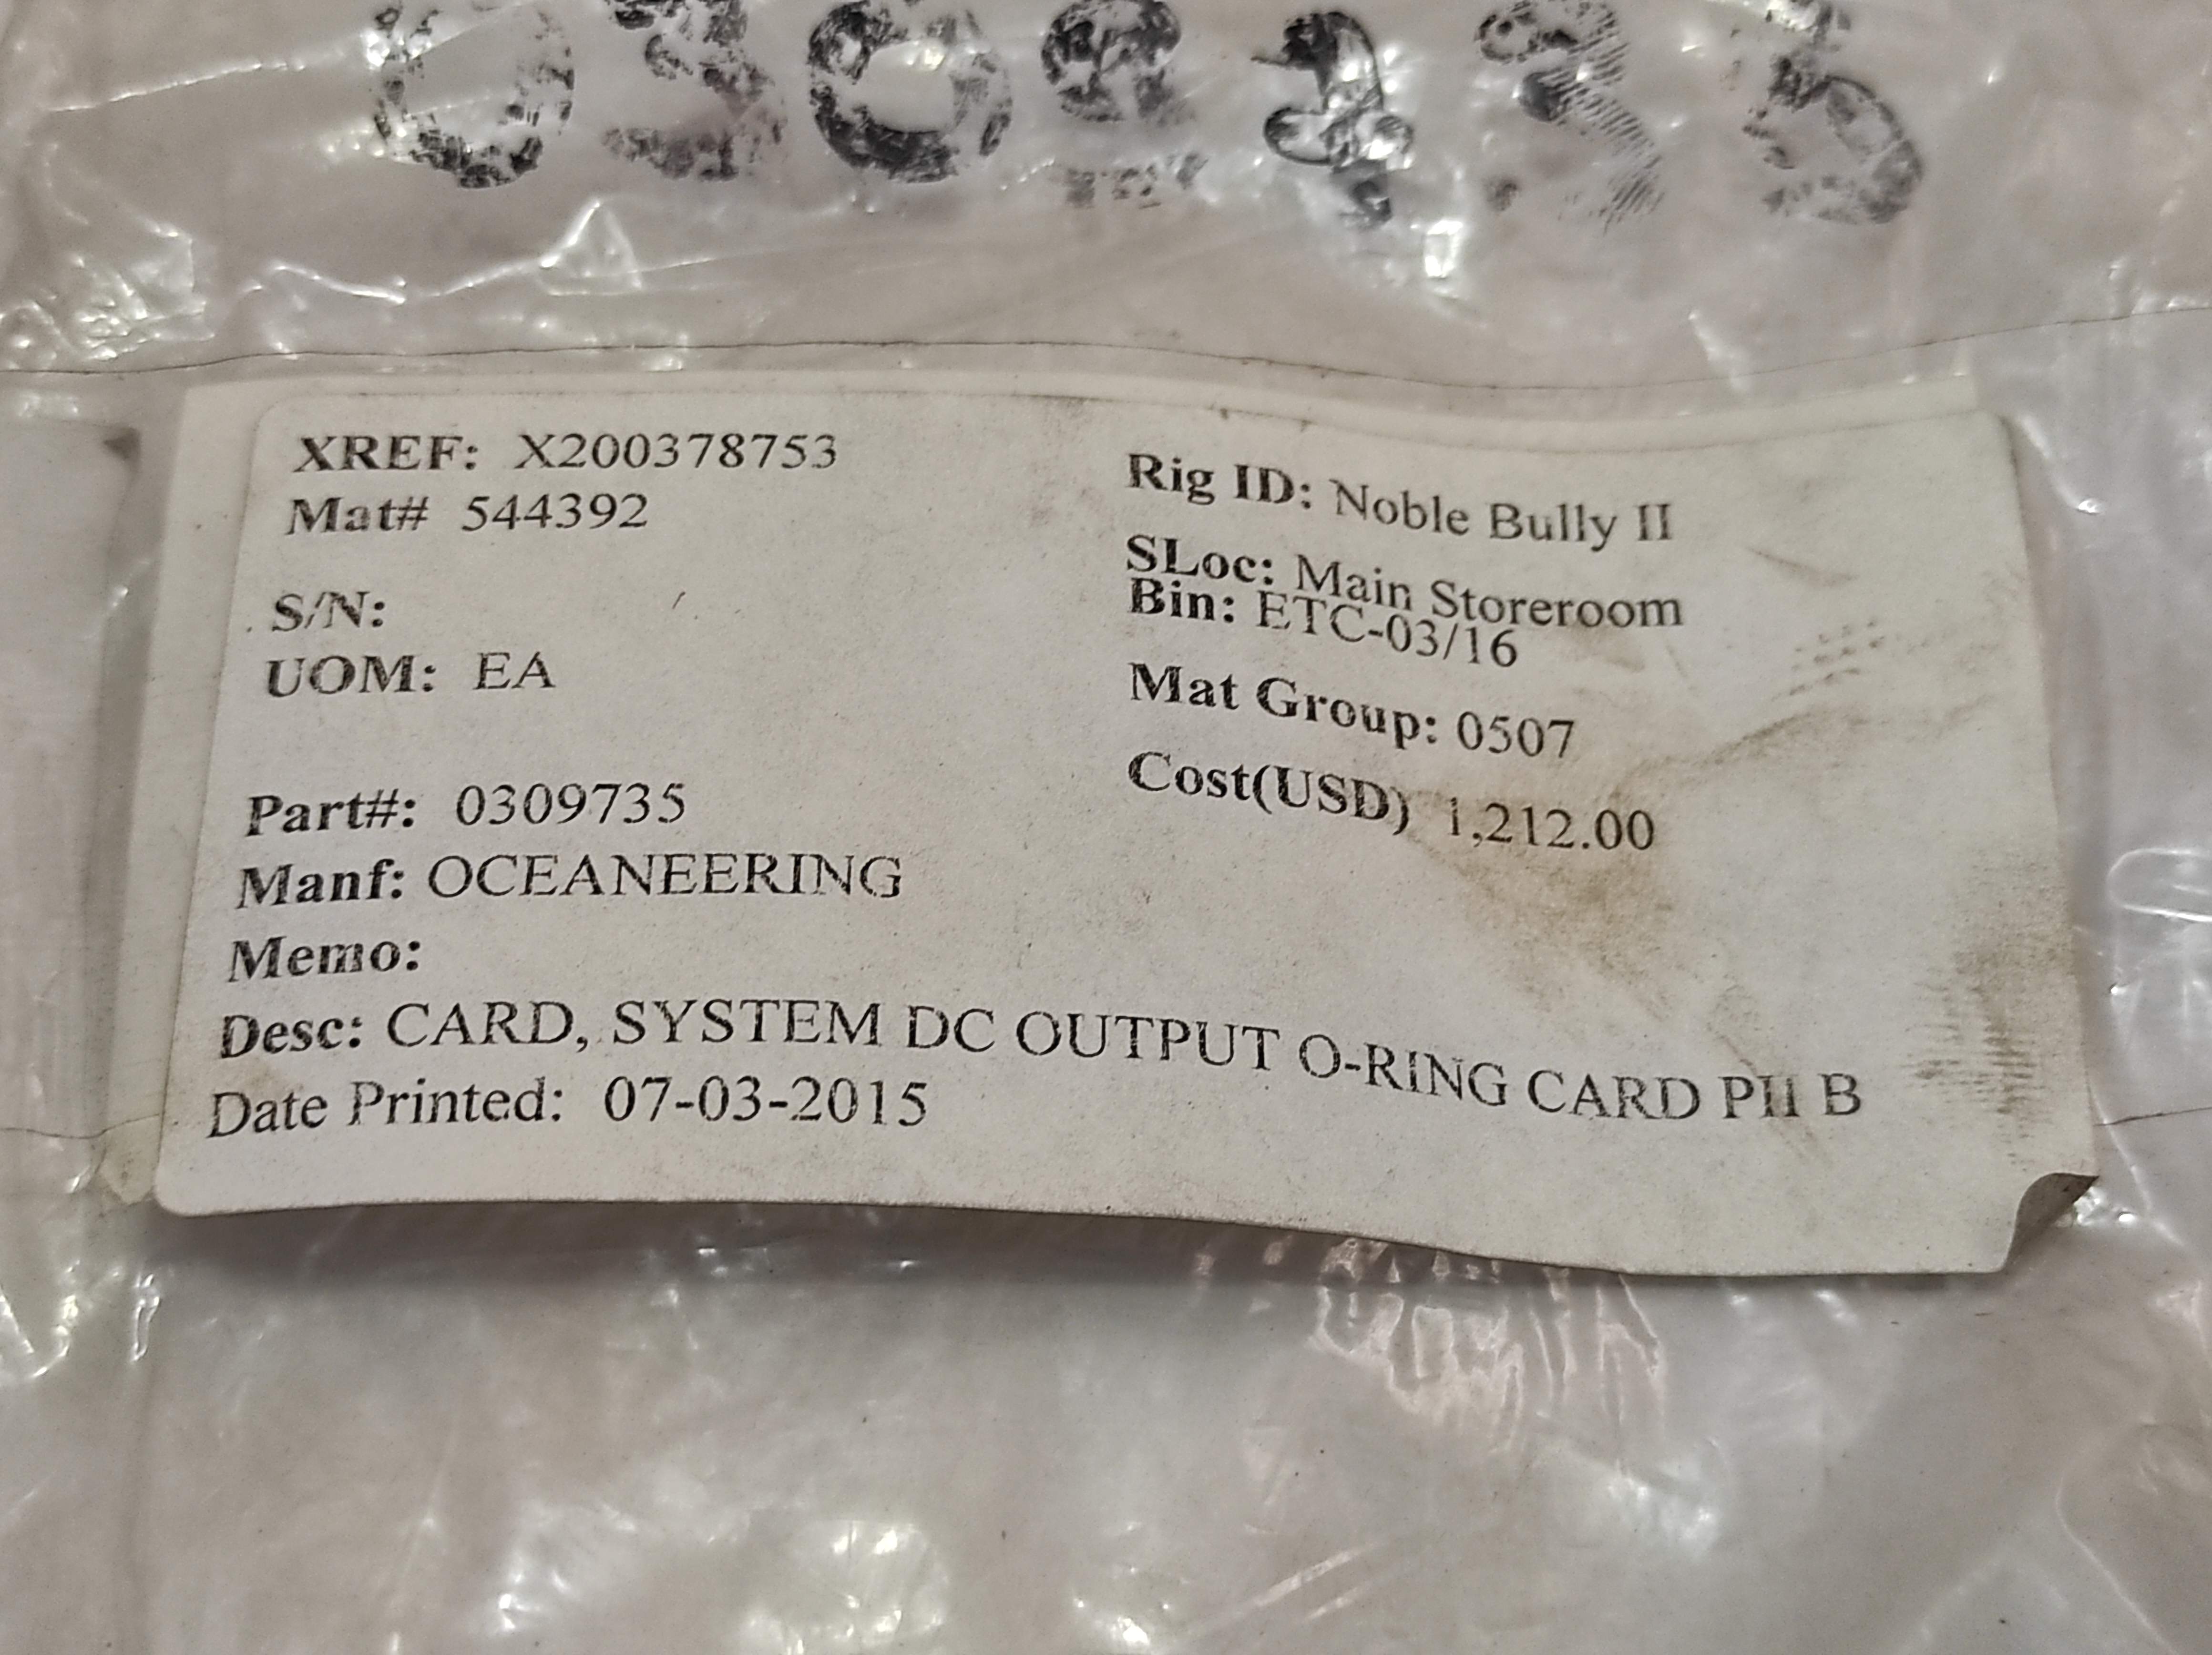 0309735
XREF: X200378753
Mat# 544392
S/N:
UOM: EA
Part#: 0309735
Manf: OCEANEERING
Memo:
Desc: CARD, SYSTEM DC OUTPUT O-RING CARD PII B
Date Printed: 07-03-2015
Rig ID: Noble Bully II
SLoc: Main Storeroom
Bin: ETC-03/16
Mat Group: 0507
Cost(USD) 1,212.00